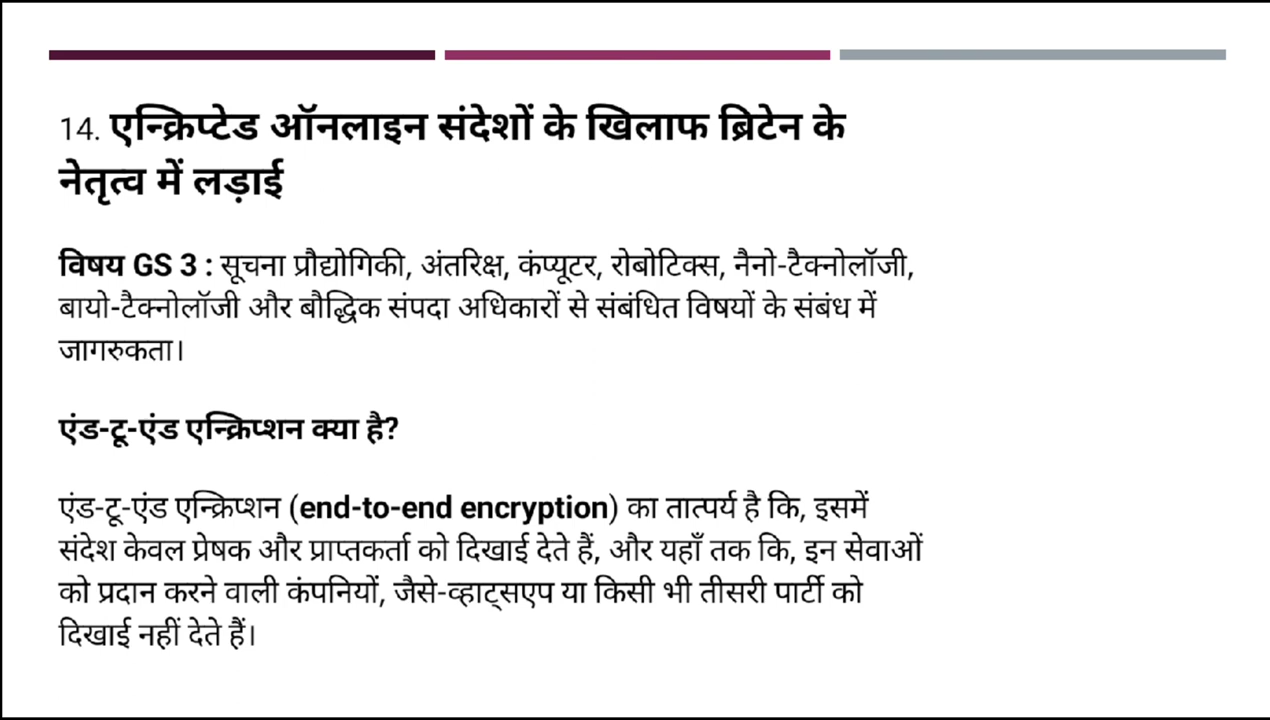 14. एन्क्रिप्टेड ऑनलाइन संदेशों के खिलाफ ब्रिटेन के
नेतृत्व में लड़ाई
विषय GS 3 : सूचना प्रौद्योगिकी, अंतरिक्ष, कंप्यूटर, रोबोटिक्स, नैनो-टैक्नोलॉजी,
बायो-टैक्नोलॉजी और बौद्धिक संपदा अधिकारों से संबंधित विषयों के संबंध में
जागरुकता।
एंड-टू-एंड एन्क्रिप्शन क्या है?
एंड-टू-एंड एन्क्रिप्शन (end-to-end encryption) का तात्पर्य है कि, इसमें
संदेश केवल प्रेषक और प्राप्तकर्ता को दिखाई देते हैं, और यहाँ तक कि, इन सेवाओं
को प्रदान करने वाली कंपनियों, जैसे-व्हाट्सएप या किसी भी तीसरी पार्टी को
दिखाई नहीं देते हैं।